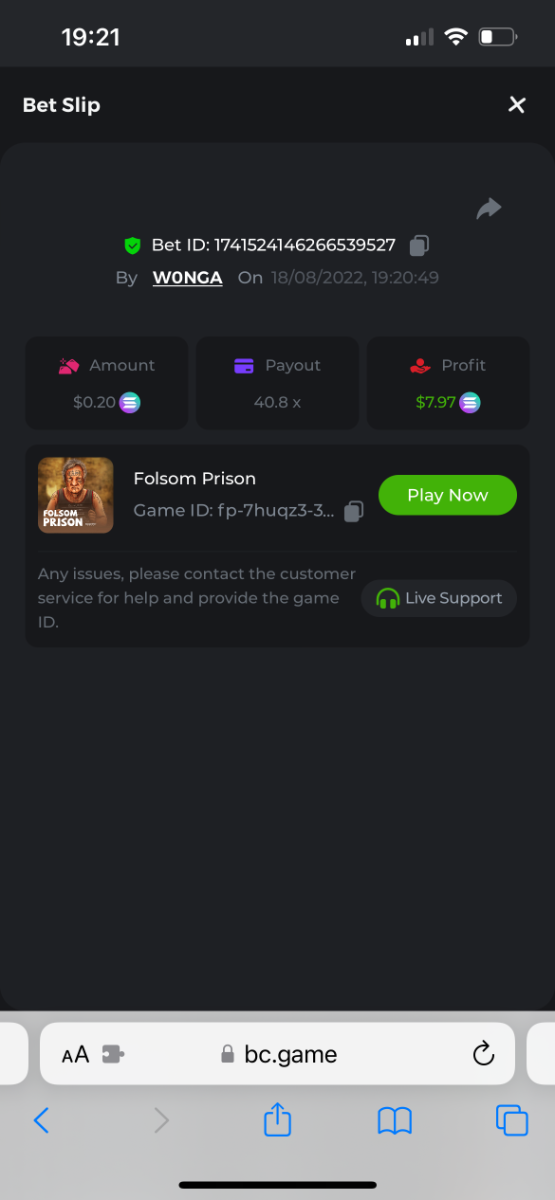 19:21
Bet Slip
Bet ID: 1741524146266539527
By W0NGA On 18/08/2022, 19:20:49
Amount
Payout
Profit
$0.20
40.8 x
$7.97
FOLSOM
PRISON
Folsom Prison
Game ID: fp-7huqz3-3...
Play Now
Any issues, please contact the customer
service for help and provide the game
ID.
Live Support
AA
bc.game